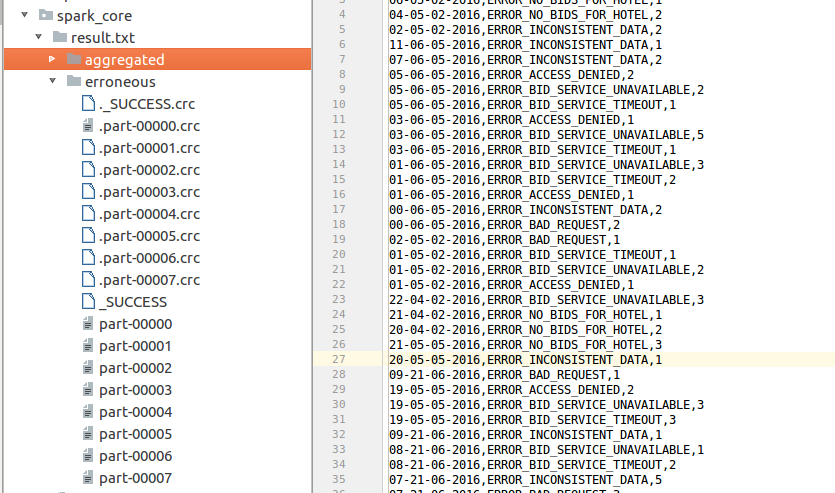 spark_core
result.txt
aggregated
erroneous
._SUCCESS.crc
.part-00000.crc
.part-00001.crc
.part-00002.crc
.part-00003.crc
.part-00004.crc
.part-00005.crc
.part-00006.crc
.part-00007.crc
_SUCCESS
part-00000
part-00001
part-00002
part-00003
part-00004
part-00005
part-00006
part-00007
4 04-05-02-2016,ERROR_NO_BIDS_FOR_HOTEL,2
5 02-05-02-2016,ERROR_INCONSISTENT_DATA,2
6 11-06-05-2016,ERROR_INCONSISTENT_DATA,1
7 07-06-05-2016,ERROR_INCONSISTENT_DATA,2
8 05-06-05-2016,ERROR_ACCESS_DENIED,2
9 05-06-05-2016,ERROR_BID_SERVICE_UNAVAILABLE,2
10 05-06-05-2016,ERROR_BID_SERVICE_TIMEOUT,1
11 03-06-05-2016,ERROR_ACCESS_DENIED,1
12 03-06-05-2016,ERROR_BID_SERVICE_UNAVAILABLE,5
13 03-06-05-2016,ERROR_BID_SERVICE_TIMEOUT,1
14 01-06-05-2016,ERROR_BID_SERVICE_UNAVAILABLE,3
15 01-06-05-2016,ERROR_BID_SERVICE_TIMEOUT,2
16 01-06-05-2016,ERROR_ACCESS_DENIED,1
17 00-06-05-2016,ERROR_INCONSISTENT_DATA,2
18 00-06-05-2016,ERROR_BAD_REQUEST,2
19 02-05-02-2016,ERROR_BAD_REQUEST,1
20 01-05-02-2016,ERROR_BID_SERVICE_TIMEOUT,1
21 01-05-02-2016,ERROR_BID_SERVICE_UNAVAILABLE,2
22 01-05-02-2016,ERROR_ACCESS_DENIED,1
23 22-04-02-2016,ERROR_BID_SERVICE_UNAVAILABLE,3
24 21-04-02-2016,ERROR_NO_BIDS_FOR_HOTEL,1
25 20-04-02-2016,ERROR_NO_BIDS_FOR_HOTEL,2
26 21-05-05-2016,ERROR_NO_BIDS_FOR_HOTEL,3
27 20-05-05-2016,ERROR_INCONSISTENT_DATA,1
28 09-21-06-2016,ERROR_BAD_REQUEST,1
29 19-05-05-2016,ERROR_ACCESS_DENIED,2
30 19-05-05-2016,ERROR_BID_SERVICE_UNAVAILABLE,3
31 19-05-05-2016,ERROR_BID_SERVICE_TIMEOUT,3
32 09-21-06-2016,ERROR_INCONSISTENT_DATA,1
33 08-21-06-2016,ERROR_BID_SERVICE_UNAVAILABLE,1
34 08-21-06-2016,ERROR_BID_SERVICE_TIMEOUT,2
35 07-21-06-2016,ERROR_INCONSISTENT_DATA,5